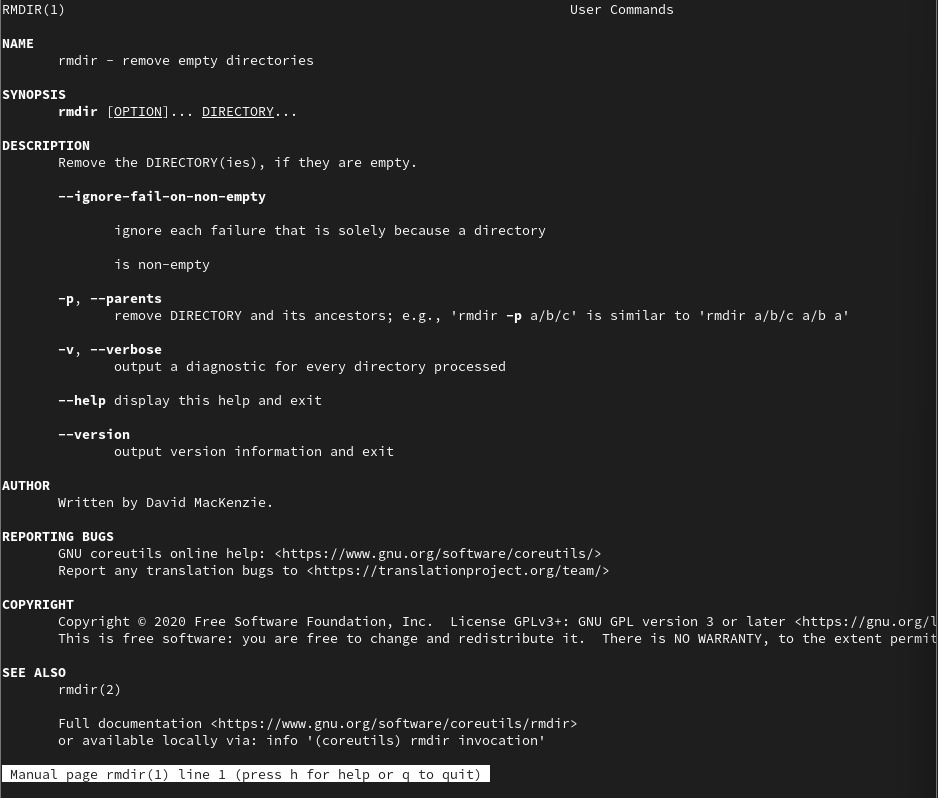 RMDIR(1) User Commands
NAME
rmdir - remove empty directories
SYNOPSIS
rmdir [OPTION]... DIRECTORY...
DESCRIPTION
Remove the DIRECTORY(ies), if they are empty.
--ignore-fail-on-non-empty
ignore each failure that is solely because a directory
is non-empty
-p, --parents
remove DIRECTORY and its ancestors; e.g., 'rmdir -p a/b/c' is similar to 'rmdir a/b/c a/b a'
-v, --verbose
output a diagnostic for every directory processed
--help display this help and exit
--version
output version information and exit
AUTHOR
Written by David MacKenzie.
REPORTING BUGS
GNU coreutils online help: <https://www.gnu.org/software/coreutils/>
Report any translation bugs to <https://translationproject.org/team/>
COPYRIGHT
Copyright © 2020 Free Software Foundation, Inc.  License GPLv3+: GNU GPL version 3 or later <https://gnu.org/l
This is free software: you are free to change and redistribute it.  There is NO WARRANTY, to the extent permit
SEE ALSO
rmdir(2)
Full documentation <https://www.gnu.org/software/coreutils/rmdir>
or available locally via: info '(coreutils) rmdir invocation'
Manual page rmdir(1) line 1 (press h for help or q to quit)